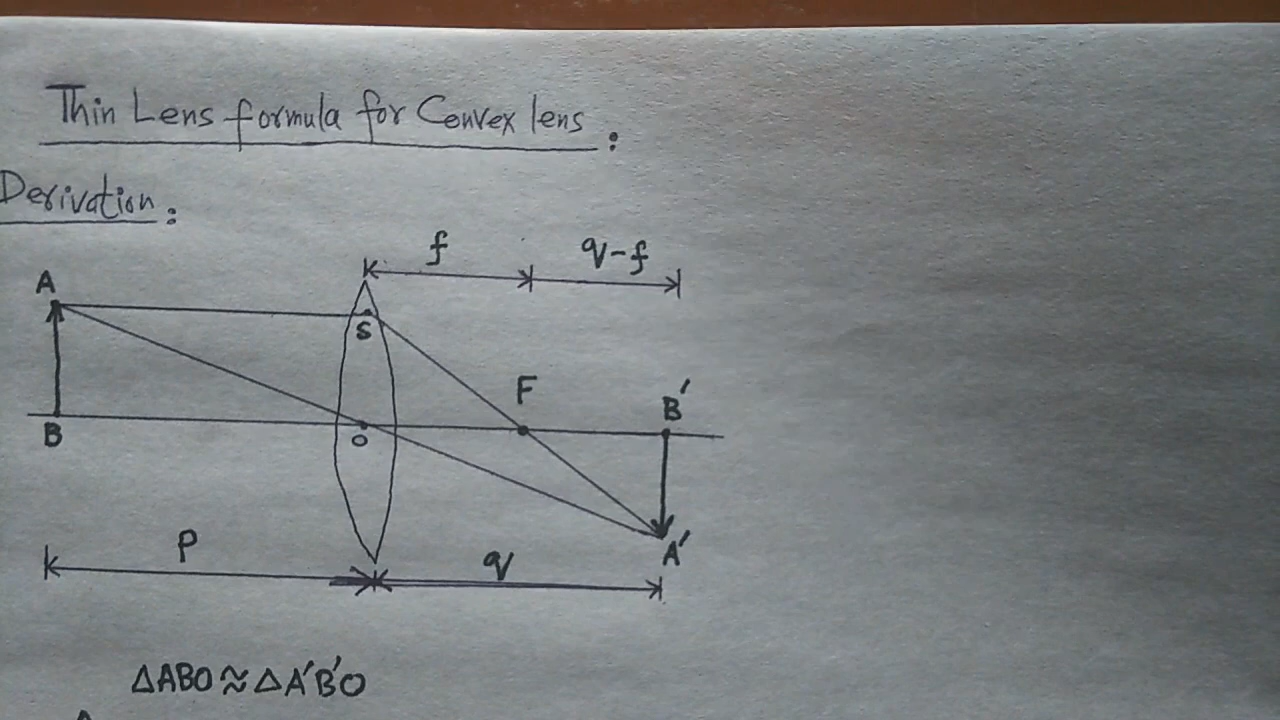 Thin Lens formula for Convex lens :
Derivation :
f q-f
A
S
F B'
B O
P q A'
ΔABO≈ΔA'B'O